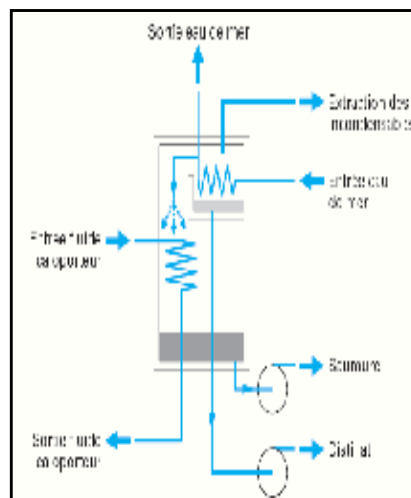 Sortie eau de mer
Extraction des
incondensables
Entrée eau
de mer
Entrée fluide
caloporteur
Saumure
Sortie fluide
caloporteur
Distillat